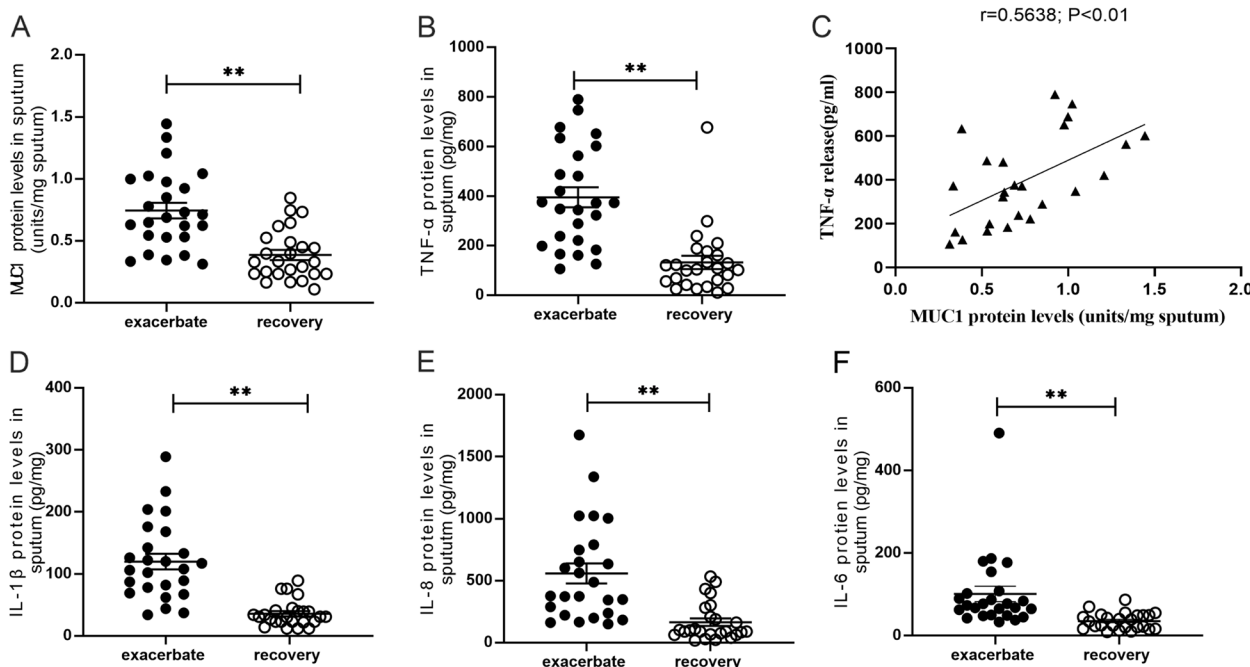 r=0.5638; P<0.01
A
MUC1 protein levels in sputum
(units/mg sputum)
2.0
1.5
1.0
0.5
0.0
**
exacerbate
recovery
B
TNF-α protien levels in
suptum (pg/mg)
1000
800
600
400
200
0
**
exacerbate
recovery
C
TNF-α release(pg/ml)
1000
800
600
400
200
0
0.0
0.5
1.0
1.5
2.0
MUC1 protein levels (units/mg sputum)
D
IL-1β protein levels in
sputum (pg/mg)
400
300
200
100
0
**
exacerbate
recovery
E
IL-8 protein levels in
spututm (pg/mg)
2000
1500
1000
500
0
**
exacerbate
recovery
F
IL-6 protien levels in
sputum (pg/mg)
600
400
200
0
**
exacerbate
recovery